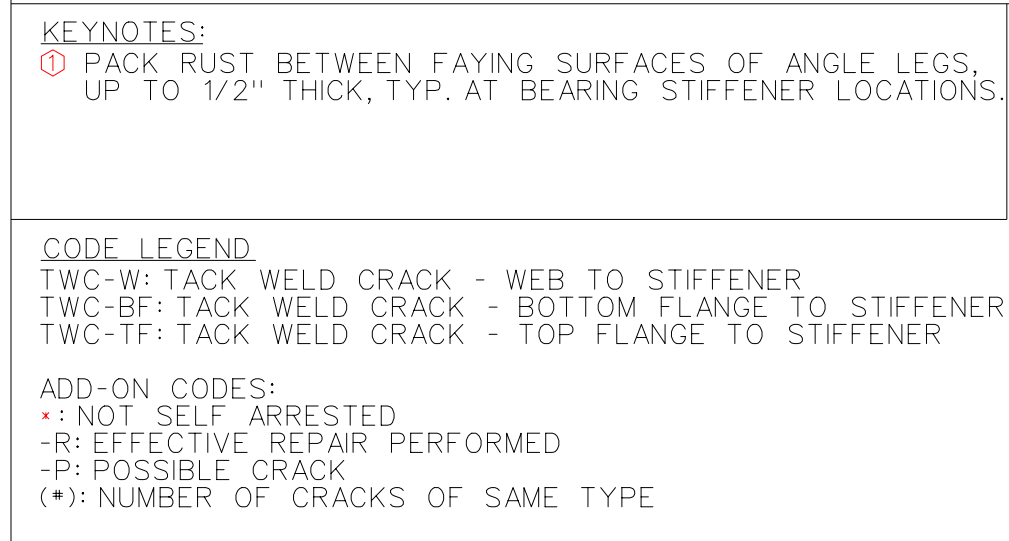 KEYNOTES:
1 PACK RUST BETWEEN FAYING SURFACES OF ANGLE LEGS,
UP TO 1/2" THICK, TYP. AT BEARING STIFFENER LOCATIONS.
CODE LEGEND
TWC-W: TACK WELD CRACK - WEB TO STIFFENER
TWC-BF: TACK WELD CRACK - BOTTOM FLANGE TO STIFFENER
TWC-TF: TACK WELD CRACK - TOP FLANGE TO STIFFENER
ADD-ON CODES:
*: NOT SELF ARRESTED
-R: EFFECTIVE REPAIR PERFORMED
-P: POSSIBLE CRACK
(#): NUMBER OF CRACKS OF SAME TYPE